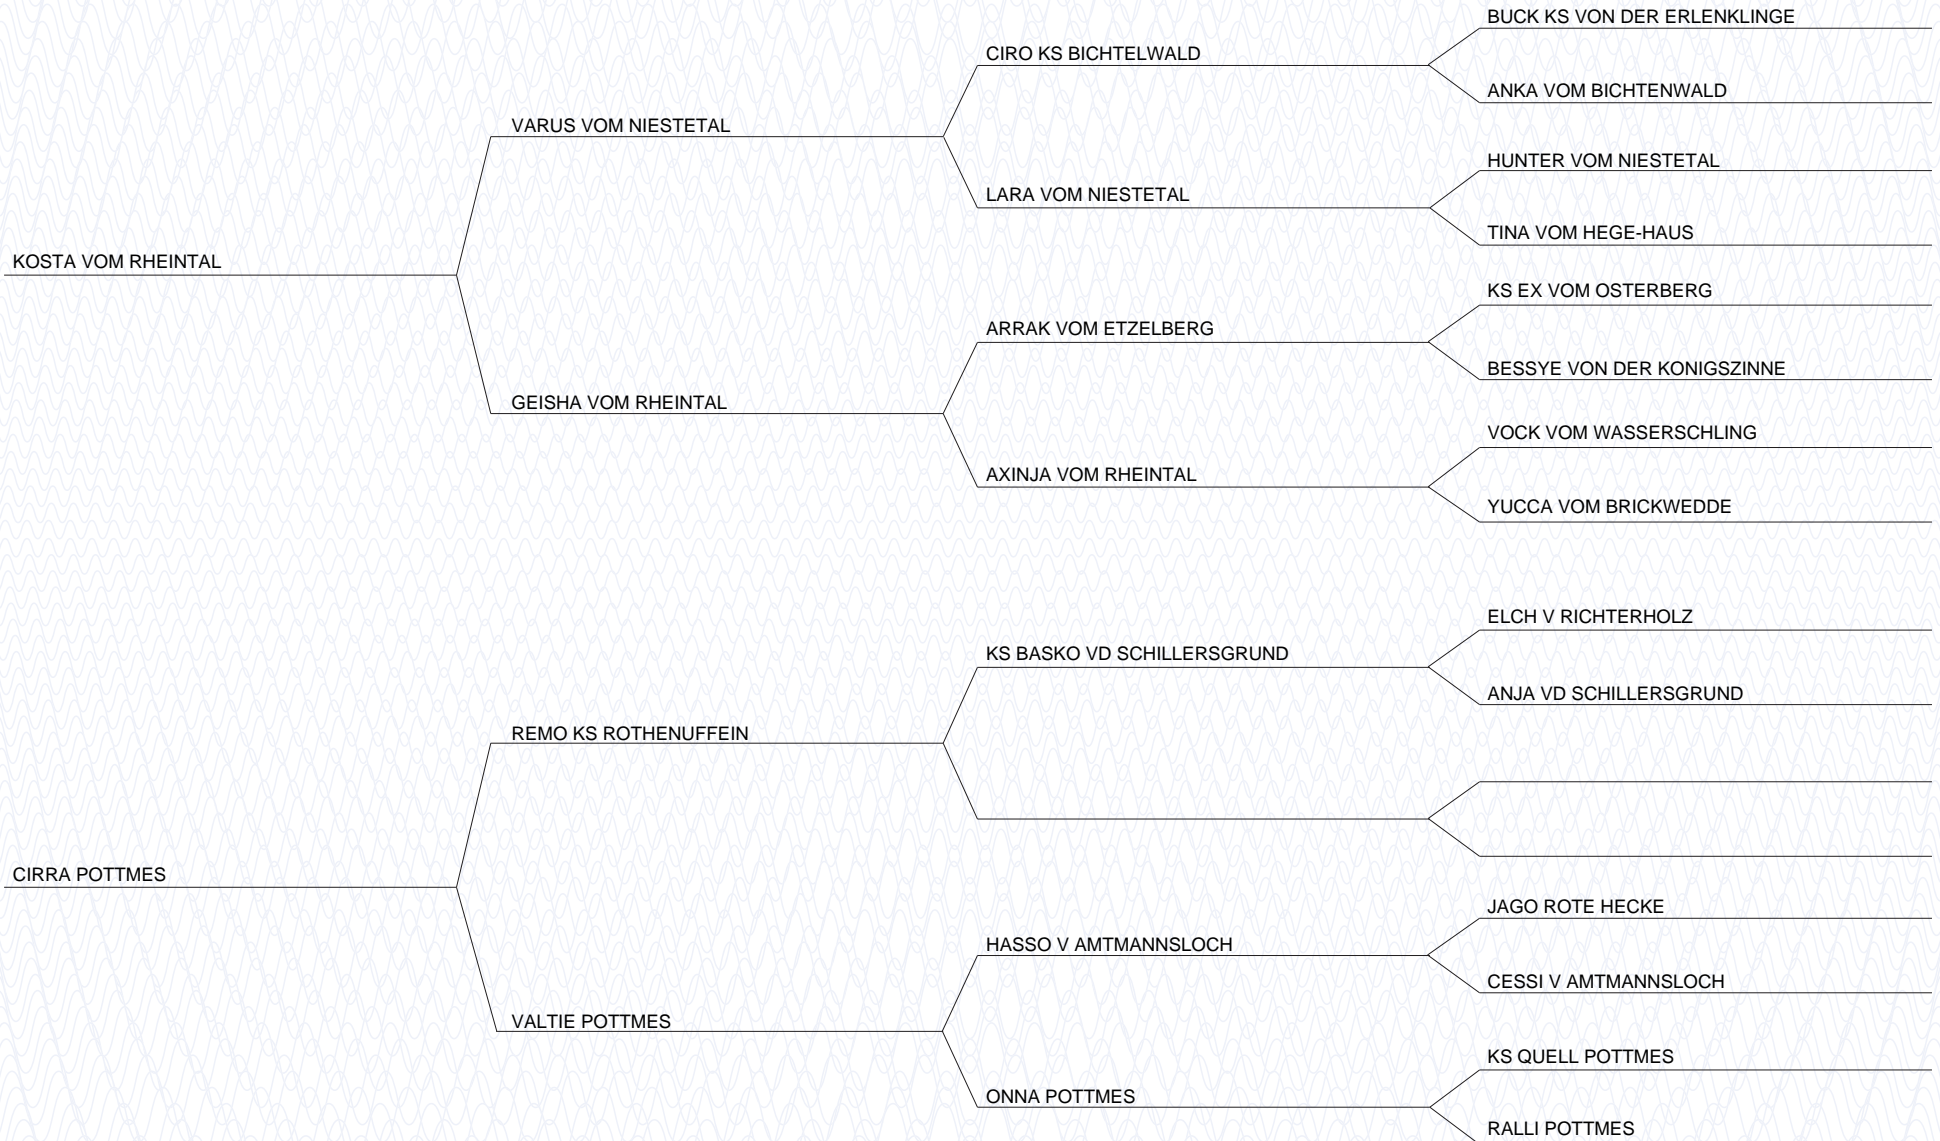 BUCK KS VON DER ERLENKLINGE
CIRO KS BICHTELWALD
ANKA VOM BICHTENWALD
VARUS VOM NIESTETAL
HUNTER VOM NIESTETAL
LARA VOM NIESTETAL
TINA VOM HEGE-HAUS
KOSTA VOM RHEINTAL
KS EX VOM OSTERBERG
ARRAK VOM ETZELBERG
BESSYE VON DER KONIGSZINNE
GEISHA VOM RHEINTAL
VOCK VOM WASSERSCHLING
AXINJA VOM RHEINTAL
YUCCA VOM BRICKWEDDE
ELCH V RICHTERHOLZ
KS BASKO VD SCHILLERSGRUND
ANJA VD SCHILLERSGRUND
REMO KS ROTHENUFFEIN
CIRRA POTTMES
JAGO ROTE HECKE
HASSO V AMTMANNSLOCH
CESSI V AMTMANNSLOCH
VALTIE POTTMES
KS QUELL POTTMES
ONNA POTTMES
RALLI POTTMES